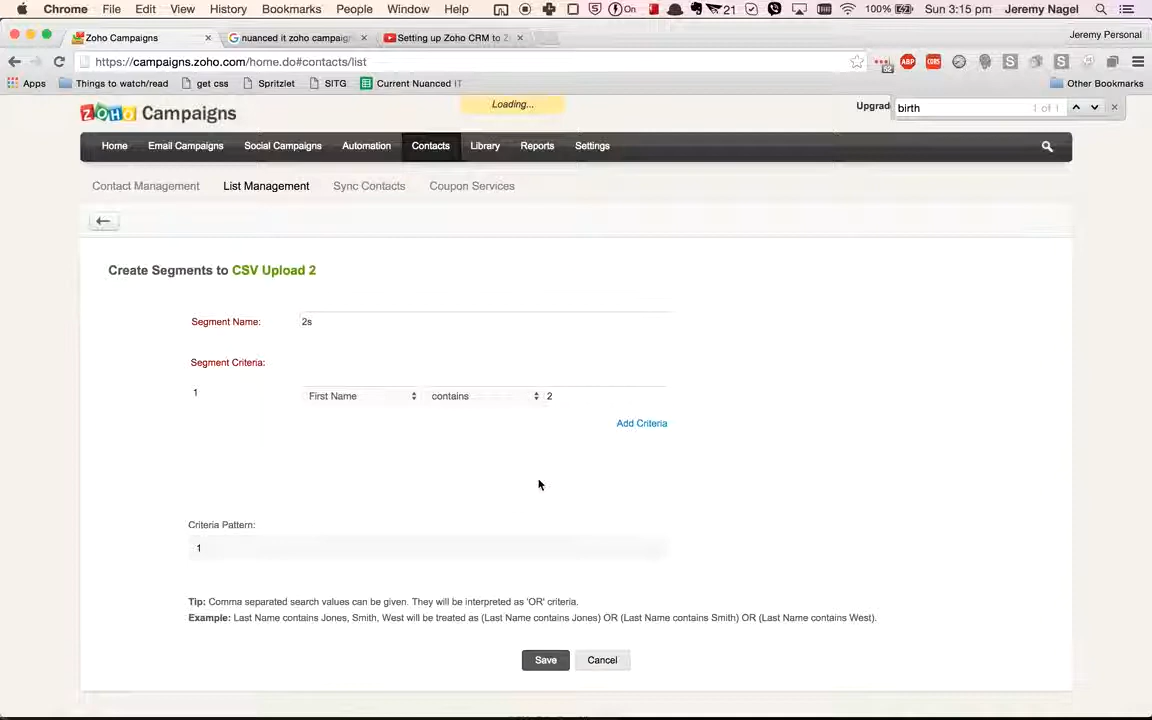 Chrome File Edit View History Bookmarks People Window Help On 21 100% Sun 3:15 pm Jeremy Nagel
Zoho Campaigns × nuanced it zoho campaig × Setting up Zoho CRM to × Jeremy Personal
https://campaigns.zoho.com/home.do#contacts/list 52 ABP S S
Apps Things to watch/read get css Spritzlet SITG Current Nuanced IT Other Bookmarks
ZOHO Campaigns Loading... Upgrad birth 1 of 1 ×
Home Email Campaigns Social Campaigns Automation Contacts Library Reports Settings
Contact Management List Management Sync Contacts Coupon Services
Create Segments to CSV Upload 2
Segment Name: 2s
Segment Criteria:
1 First Name contains 2
Add Criteria
Criteria Pattern:
1
Tip: Comma separated search values can be given. They will be interpreted as 'OR' criteria.
Example: Last Name contains Jones, Smith, West will be treated as (Last Name contains Jones) OR (Last Name contains Smith) OR (Last Name contains West).
Save Cancel